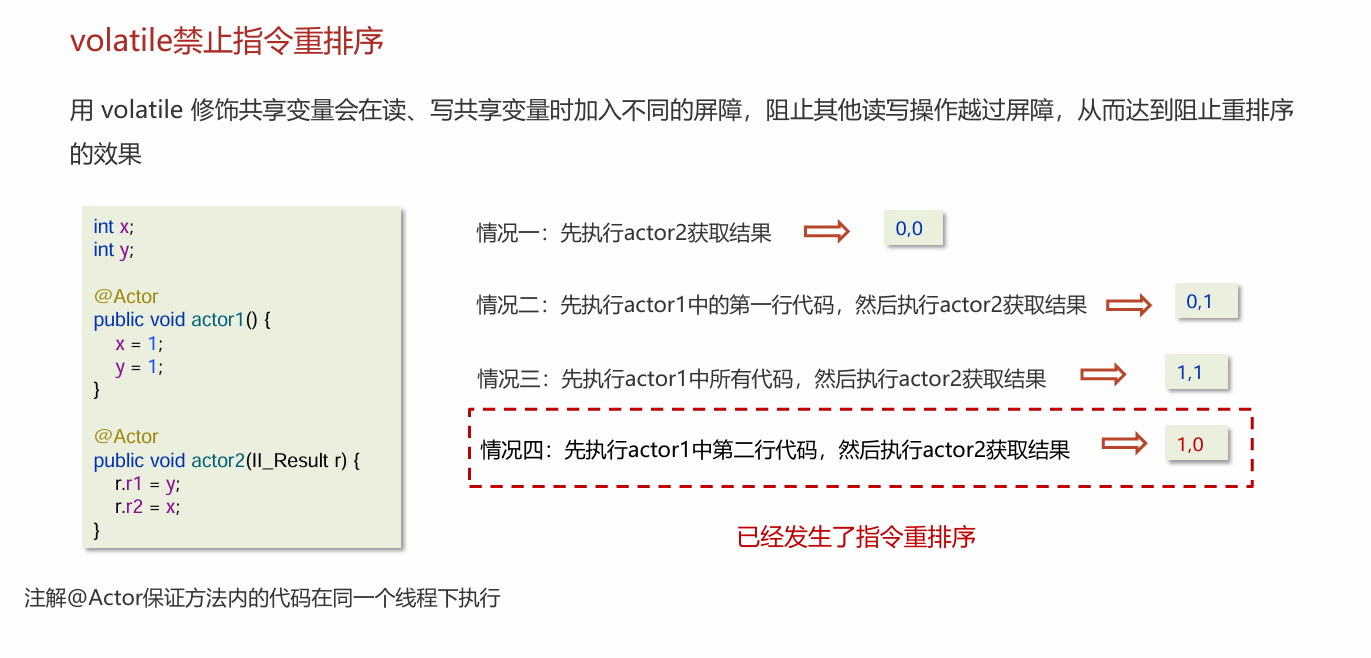 volatile禁止指令重排序
用 volatile 修饰共享变量会在读、写共享变量时加入不同的屏障，阻止其他读写操作越过屏障，从而达到阻止重排序
的效果
int x;
int y;
@Actor
public void actor1() {
x = 1;
y = 1;
}
@Actor
public void actor2(II_Result r) {
r.r1 = y;
r.r2 = x;
}
情况一：先执行actor2获取结果 0,0
情况二：先执行actor1中的第一行代码，然后执行actor2获取结果 0,1
情况三：先执行actor1中所有代码，然后执行actor2获取结果 1,1
情况四：先执行actor1中第二行代码，然后执行actor2获取结果 1,0
已经发生了指令重排序
注解@Actor保证方法内的代码在同一个线程下执行